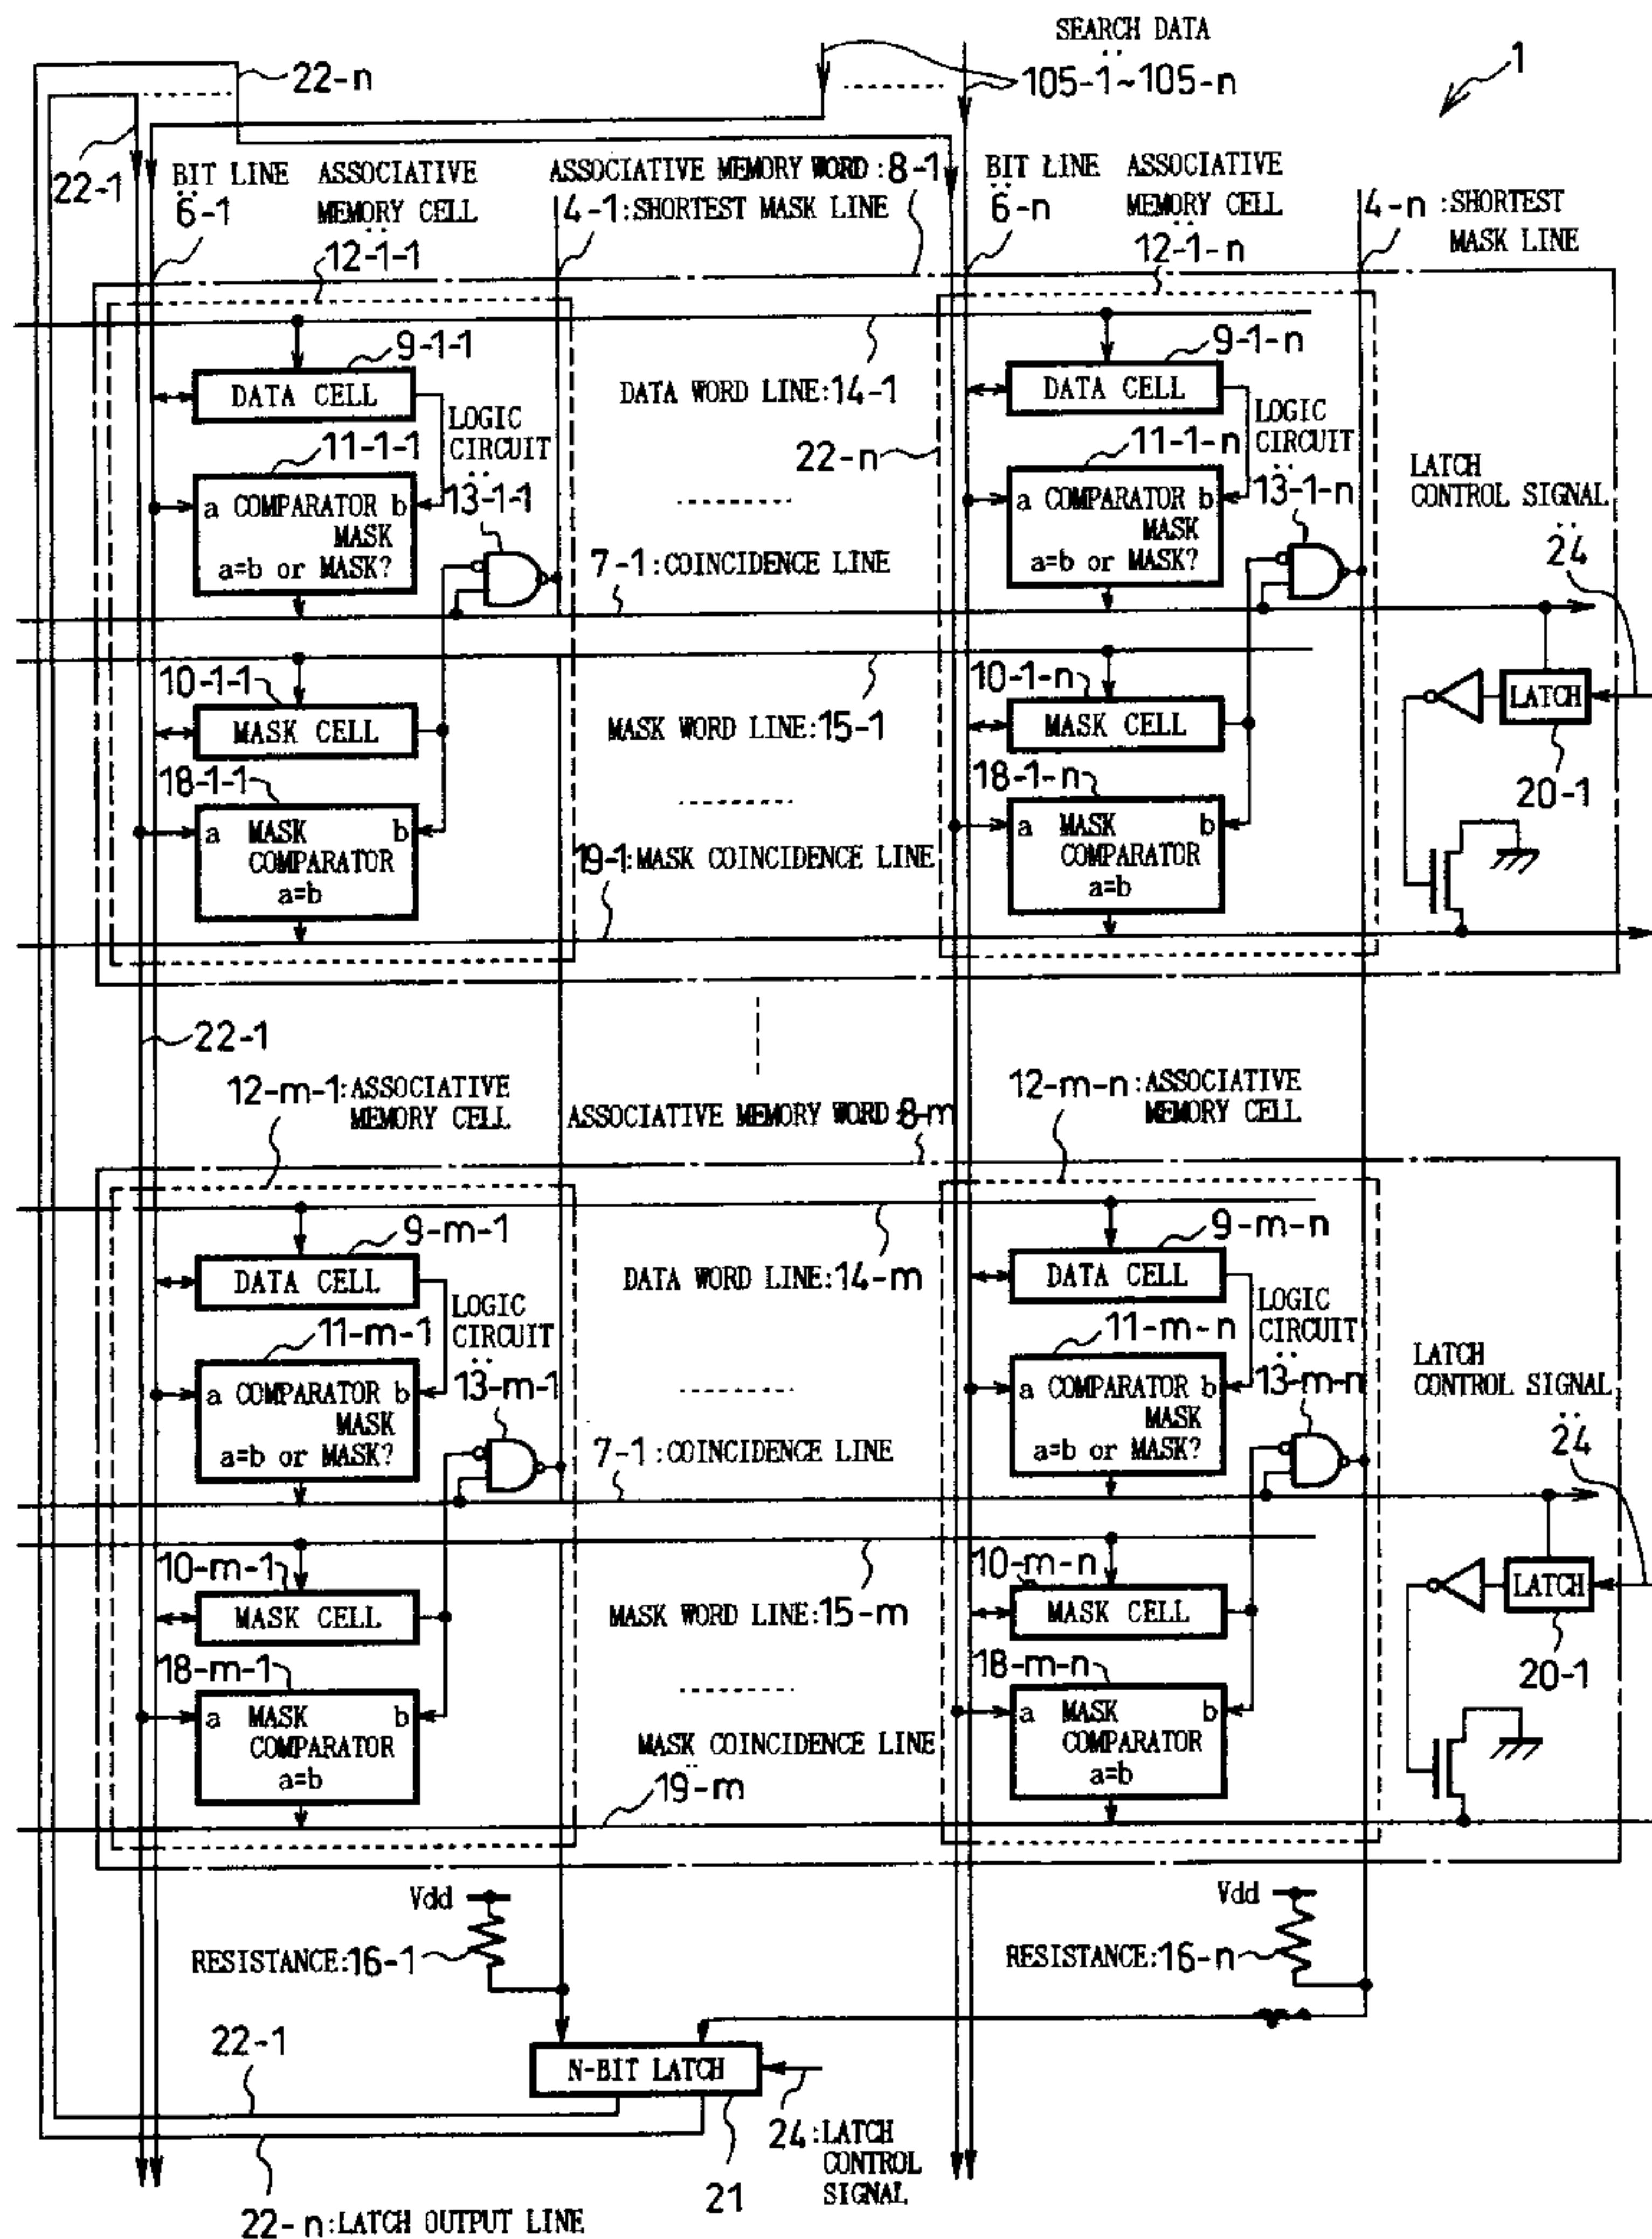 SEARCH DATA
105-1~105-n
22-n
1
22-1
BIT LINE
6-1
ASSOCIATIVE
MEMORY CELL
12-1-1
ASSOCIATIVE MEMORY WORD:8-1
4-1:SHORTEST MASK LINE
BIT LINE
6-n
ASSOCIATIVE
MEMORY CELL
12-1-n
4-n:SHORTEST
MASK LINE
9-1-1
DATA CELL
DATA WORD LINE:14-1
9-1-n
DATA CELL
LOGIC
CIRCUIT
13-1-1
11-1-1
a COMPARATOR b
MASK
a=b or MASK?
22-n
LOGIC
CIRCUIT
13-1-n
11-1-n
a COMPARATOR b
MASK
a=b or MASK?
LATCH
CONTROL SIGNAL
24
7-1:COINCIDENCE LINE
10-1-1
MASK CELL
MASK WORD LINE:15-1
10-1-n
MASK CELL
LATCH
20-1
18-1-1
a MASK b
COMPARATOR
a=b
19-1:MASK COINCIDENCE LINE
18-1-n
a MASK b
COMPARATOR
a=b
22-1
12-m-1:ASSOCIATIVE
MEMORY CELL
ASSOCIATIVE MEMORY WORD:8-m
12-m-n:ASSOCIATIVE
MEMORY CELL
9-m-1
DATA CELL
DATA WORD LINE:14-m
9-m-n
DATA CELL
LOGIC
CIRCUIT
13-m-1
11-m-1
a COMPARATOR b
MASK
a=b or MASK?
LOGIC
CIRCUIT
13-m-n
11-m-n
a COMPARATOR b
MASK
a=b or MASK?
LATCH
CONTROL SIGNAL
24
7-1:COINCIDENCE LINE
10-m-1
MASK CELL
MASK WORD LINE:15-m
10-m-n
MASK CELL
LATCH
20-1
18-m-1
a MASK b
COMPARATOR
a=b
MASK COINCIDENCE LINE
19-m
18-m-n
a MASK b
COMPARATOR
a=b
Vdd
RESISTANCE:16-1
Vdd
RESISTANCE:16-n
22-1
N-BIT LATCH
21
24:LATCH
CONTROL
SIGNAL
22-n:LATCH OUTPUT LINE